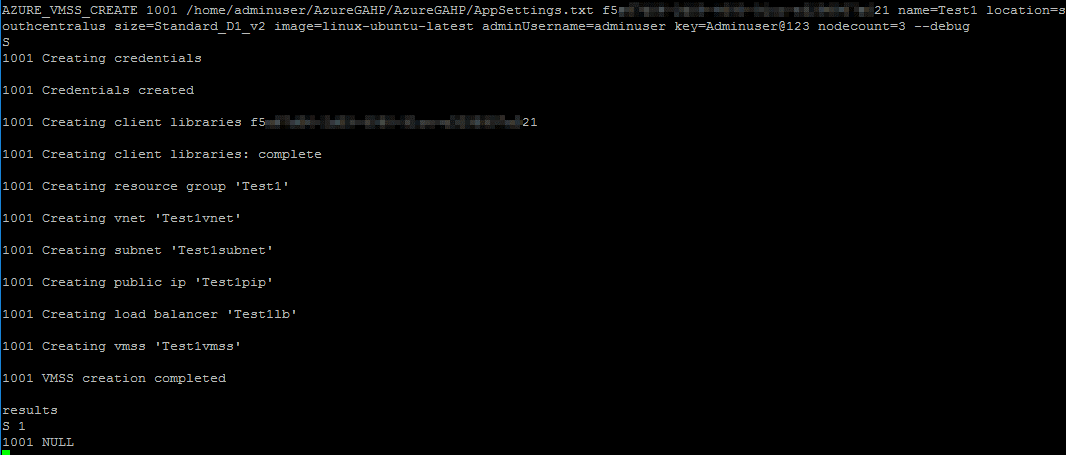 AZURE_VMSS_CREATE 1001 /home/adminuser/AzureGAHP/AzureGAHP/AppSettings.txt f5 21 name=Test1 location=s
outhcentralus size=Standard_D1_v2 image=linux-ubuntu-latest adminUsername=adminuser key=Adminuser@123 nodecount=3 --debug
S
1001 Creating credentials
1001 Credentials created
1001 Creating client libraries f5 21
1001 Creating client libraries: complete
1001 Creating resource group 'Test1'
1001 Creating vnet 'Test1vnet'
1001 Creating subnet 'Test1subnet'
1001 Creating public ip 'Test1pip'
1001 Creating load balancer 'Test1lb'
1001 Creating vmss 'Test1vmss'
1001 VMSS creation completed
results
S 1
1001 NULL